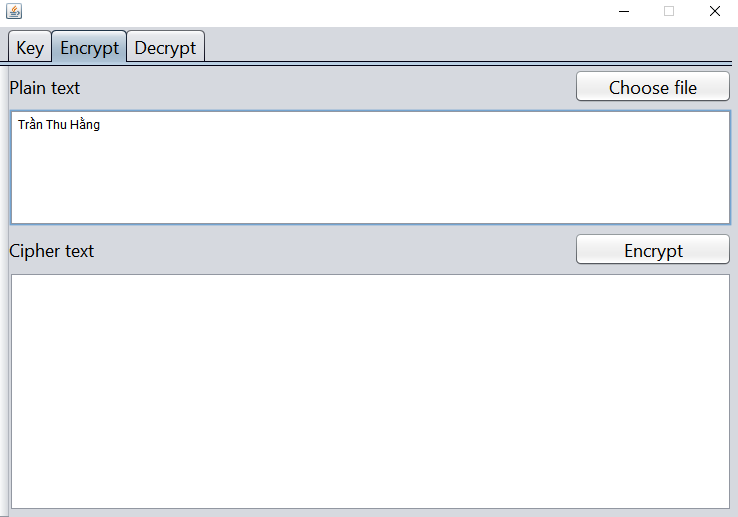 Key Encrypt Decrypt
Plain text Choose file
Trần Thu Hằng
Cipher text Encrypt